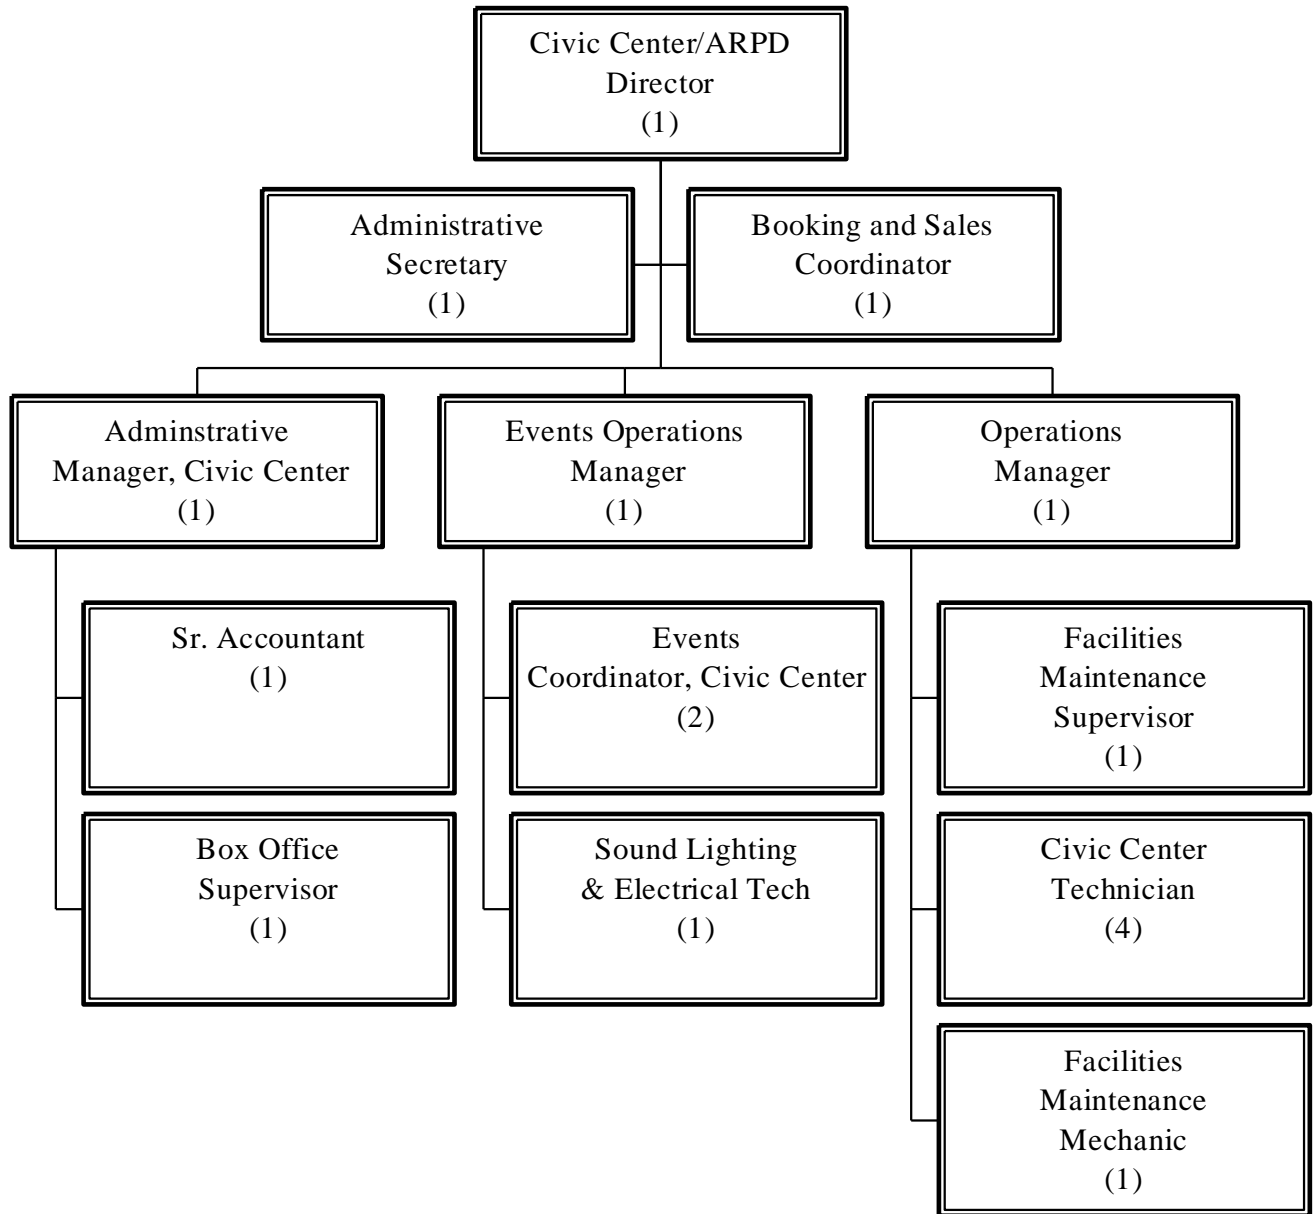 Civic Center/ARPD
Director
(1)
Administrative
Secretary
(1)
Booking and Sales
Coordinator
(1)
Adminstrative
Manager, Civic Center
(1)
Events Operations
Manager
(1)
Operations
Manager
(1)
Sr. Accountant
(1)
Events
Coordinator, Civic Center
(2)
Facilities
Maintenance
Supervisor
(1)
Box Office
Supervisor
(1)
Sound Lighting
& Electrical Tech
(1)
Civic Center
Technician
(4)
Facilities
Maintenance
Mechanic
(1)